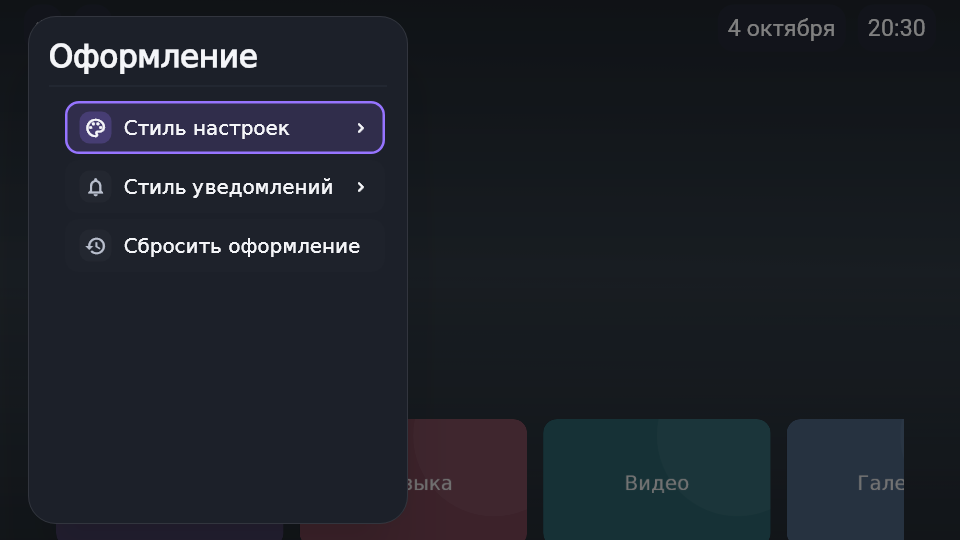 Оформление
4 октября 20:30
Стиль настроек
Стиль уведомлений
Сбросить оформление
Видео